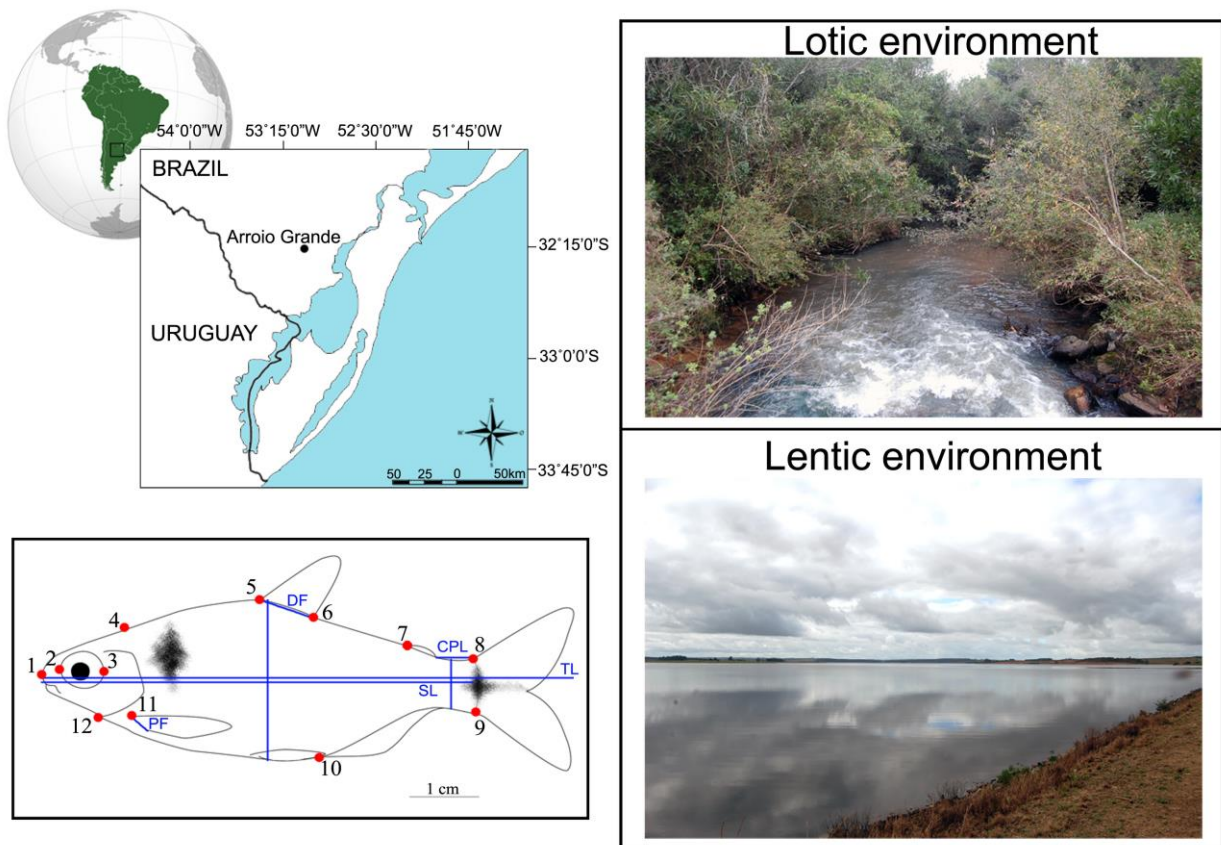 54°0'0"W 53°15'0"W 52°30'0"W 51°45'0"W
BRAZIL
Arroio Grande
32°15'0"S
URUGUAY
33°0'0"S
33°45'0"S
50 25 0 50km
Lotic environment
Lentic environment
5
DF
6
4
7
CPL
8
1
2
3
TL
SL
11
PF
12
9
10
1 cm